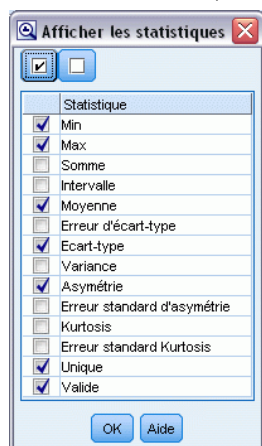 Afficher les statistiques
Statistique
Min
Max
Somme
Intervalle
Moyenne
Erreur d'écart-type
Ecart-type
Variance
Asymétrie
Erreur standard d'asymétrie
Kurtosis
Erreur standard Kurtosis
Unique
Valide
OK Aide